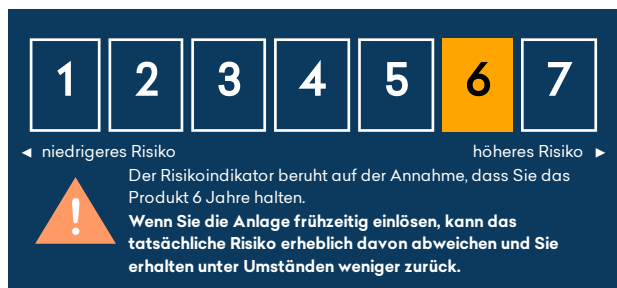 1 2 3 4 5 6 7
◄ niedrigeres Risiko höheres Risiko ►
Der Risikoindikator beruht auf der Annahme, dass Sie das
Produkt 6 Jahre halten.
Wenn Sie die Anlage frühzeitig einlösen, kann das
tatsächliche Risiko erheblich davon abweichen und Sie
erhalten unter Umständen weniger zurück.